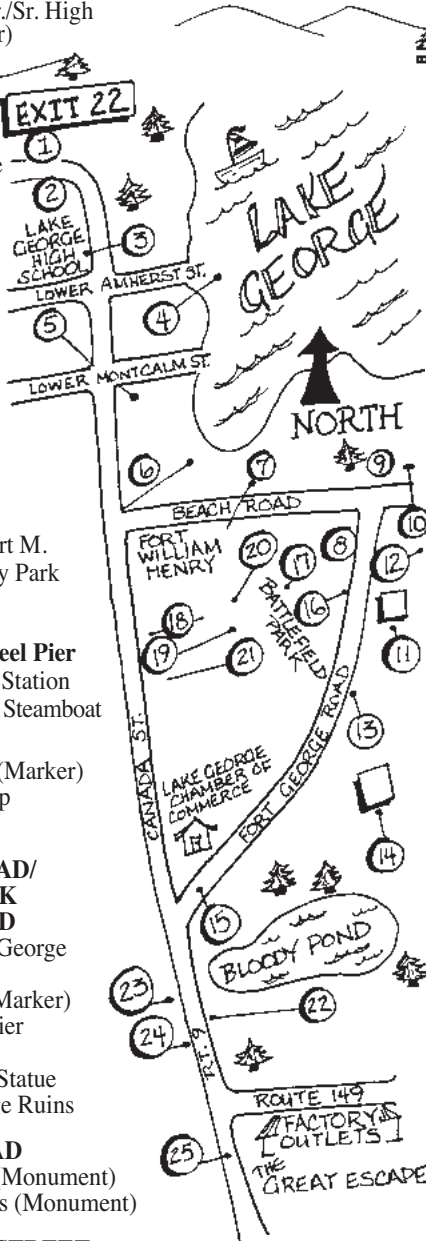 r./Sr. High
r)
EXIT 22
1
2
LAKE
GEORGE
HIGH
SCHOOL
3
LOWER AMHERST ST.
4
5
LOWER MONTCALM ST.
LAKE
GEORGE
NORTH
6
7
9
BEACH ROAD
10
FORT
WILLIAM
HENRY
20
17
8
12
BATTLEFIELD
PARK
16
11
18
19
21
rt M.
y Park
eel Pier
Station
Steamboat
(Marker)
p
CANADA ST.
LAKE GEORGE
CHAMBER OF
COMMERCE
FORT GEORGE ROAD
13
14
AD/
K
D
George
Marker)
ier
Statue
ge Ruins
AD
(Monument)
s (Monument)
15
BLOODY POND
23
22
24
RT. 9
ROUTE 149
FACTORY
OUTLETS
25
THE
GREAT ESCAPE